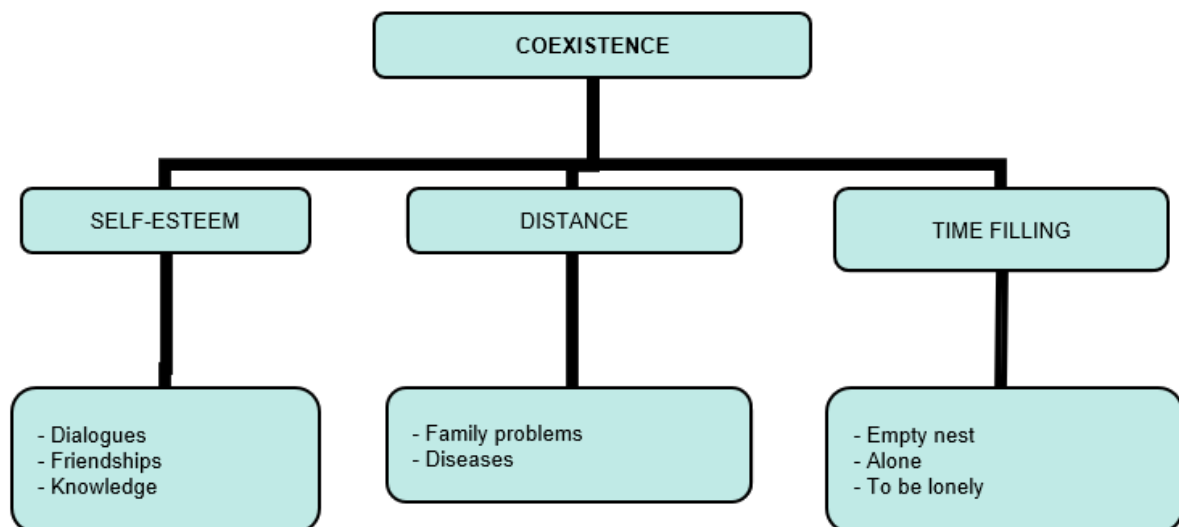 COEXISTENCE
SELF-ESTEEM
DISTANCE
TIME FILLING
- Dialogues
- Friendships
- Knowledge
- Family problems
- Diseases
- Empty nest
- Alone
- To be lonely